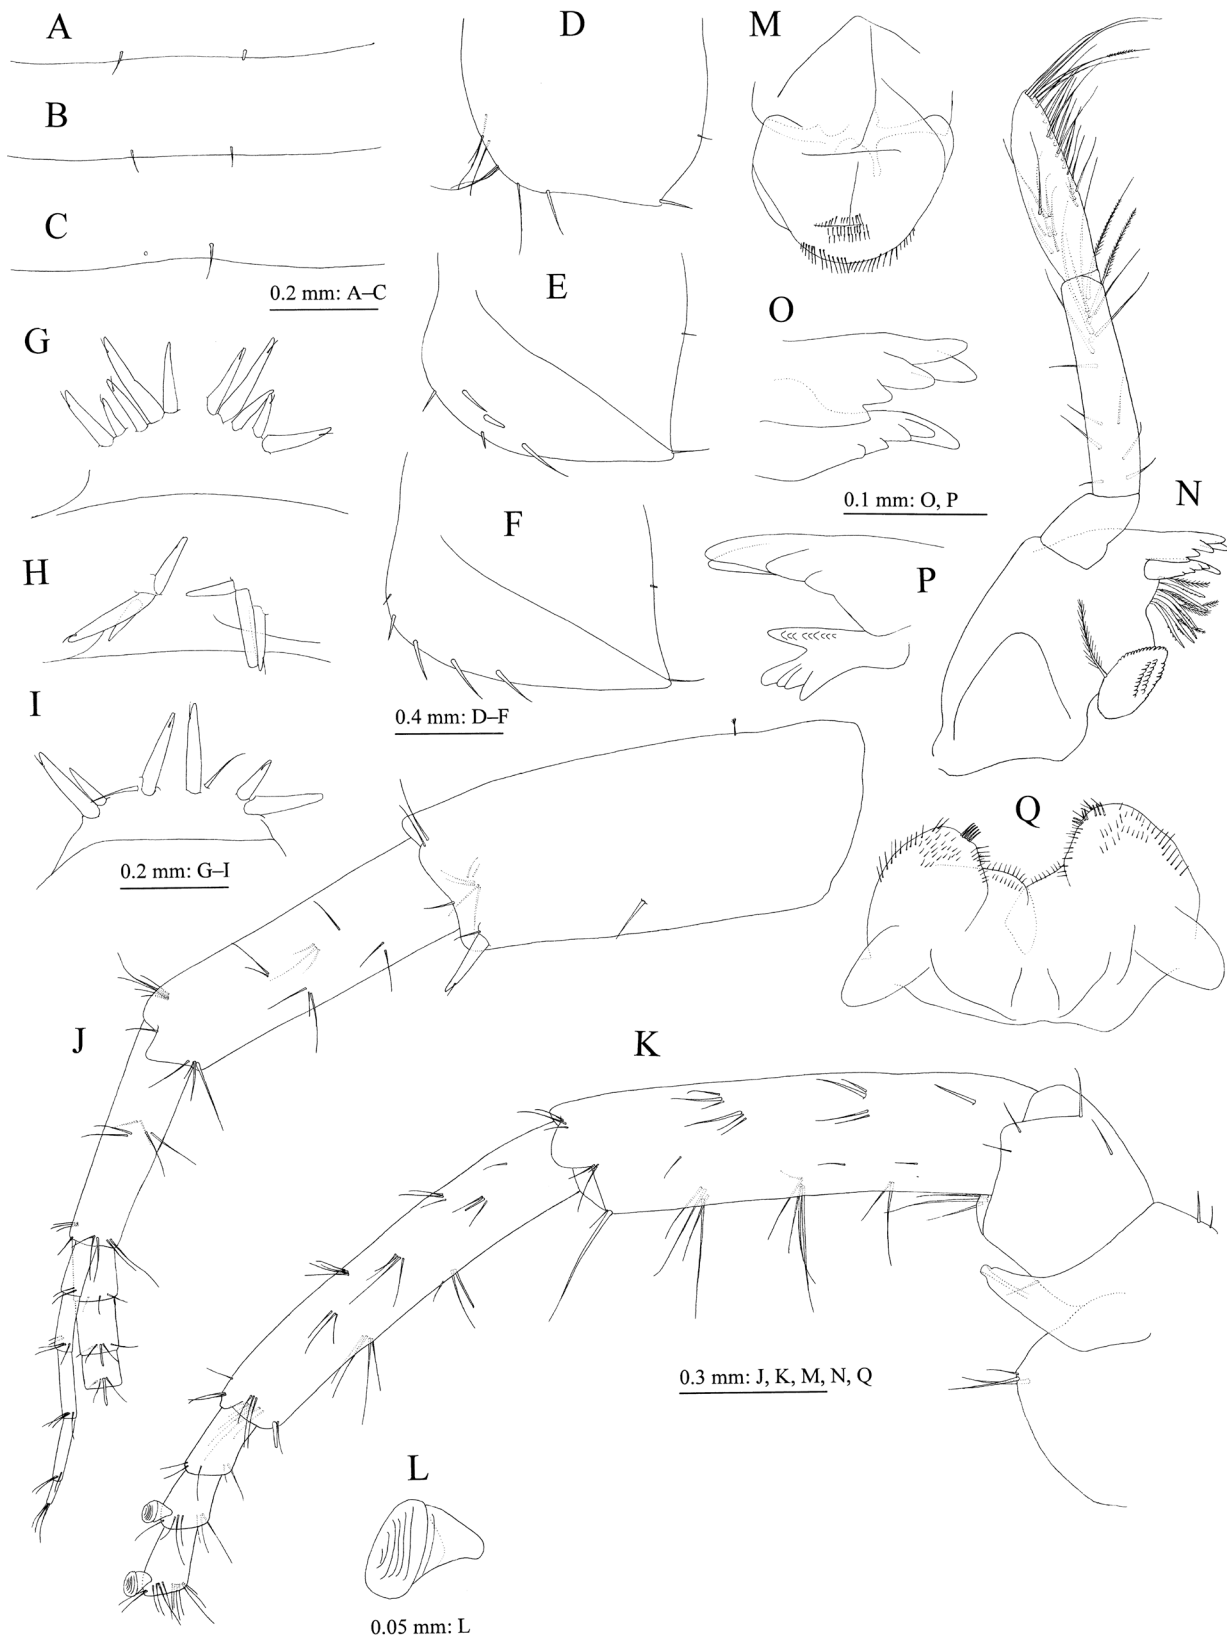 A
B
C
0.2 mm: A–C
D
E
F
0.4 mm: D–F
G
H
I
0.2 mm: G–I
M
O
0.1 mm: O, P
P
N
Q
J
K
0.3 mm: J, K, M, N, Q
L
0.05 mm: L